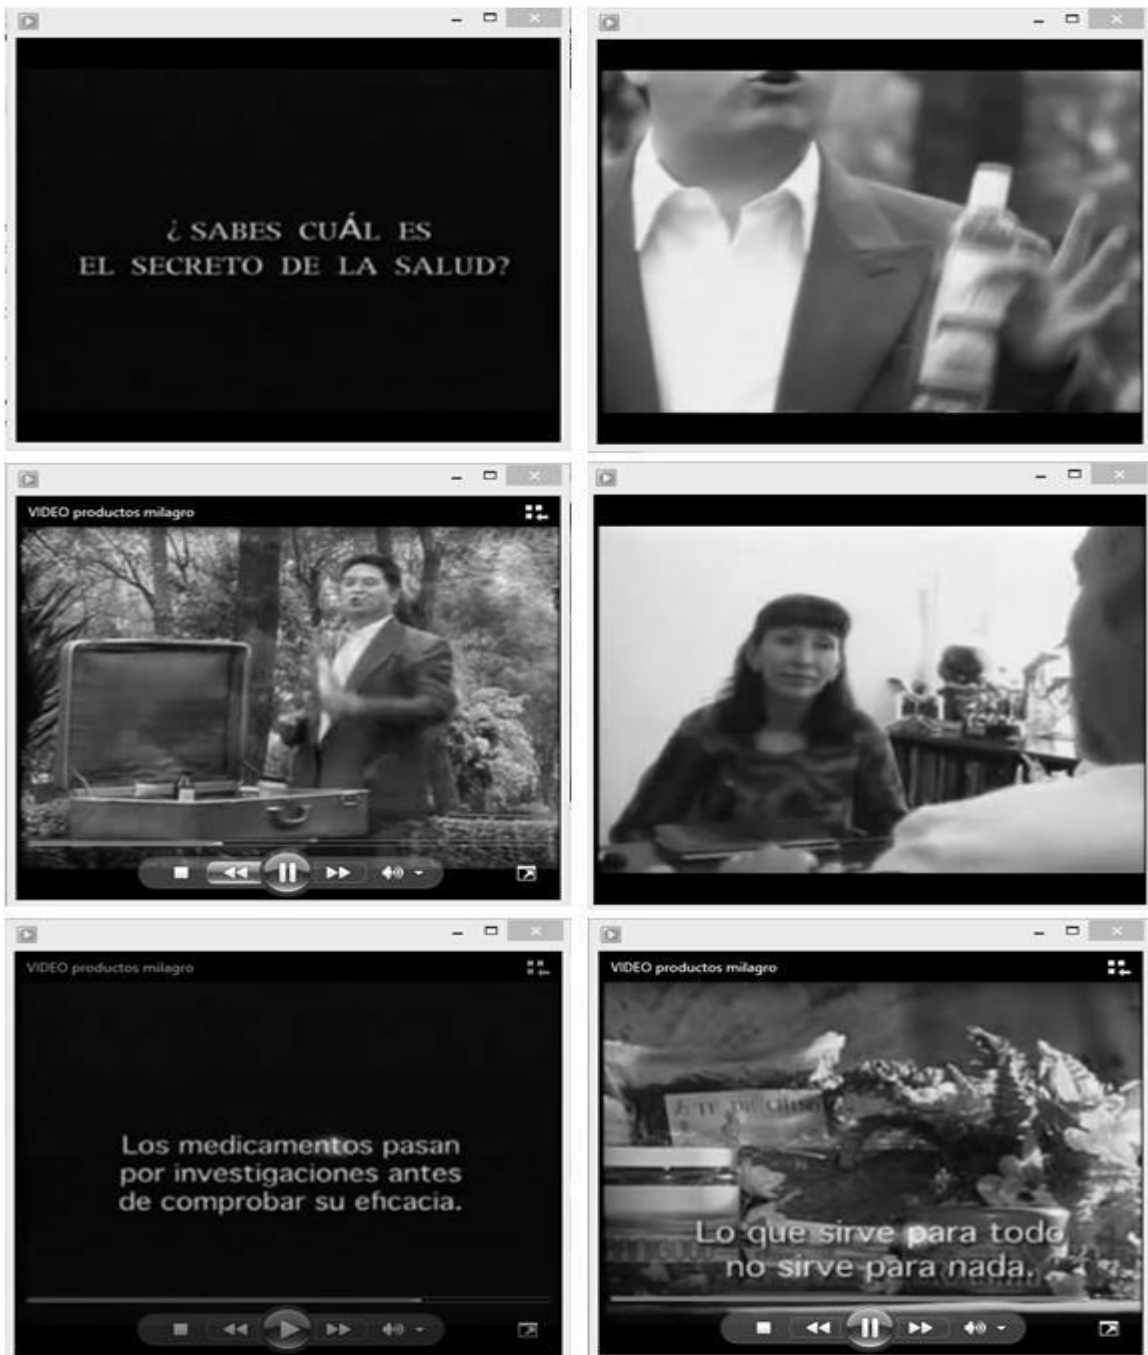 ¿ SABES CUÁL ES
EL SECRETO DE LA SALUD?
VIDEO productos milagro
VIDEO productos milagro
Los medicamentos pasan
por investigaciones antes
de comprobar su eficacia.
VIDEO productos milagro
Lo que sirve para todo
no sirve para nada.